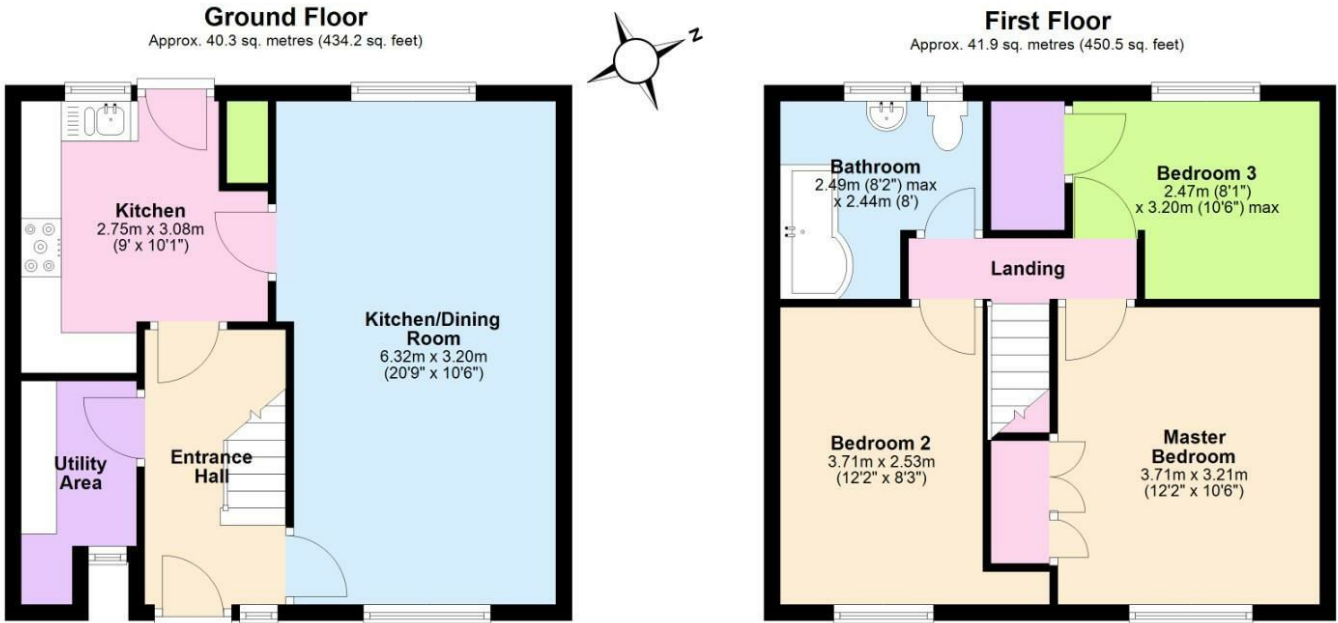 Ground Floor
Approx. 40.3 sq. metres (434.2 sq. feet)
N
First Floor
Approx. 41.9 sq. metres (450.5 sq. feet)
Kitchen
2.75m x 3.08m
(9' x 10'1")
Kitchen/Dining
Room
6.32m x 3.20m
(20'9" x 10'6")
Utility
Area
Entrance
Hall
Bathroom
2.49m (8'2") max
x 2.44m (8')
Bedroom 3
2.47m (8'1")
x 3.20m (10'6") max
Landing
Bedroom 2
3.71m x 2.53m
(12'2" x 8'3")
Master
Bedroom
3.71m x 3.21m
(12'2" x 10'6")